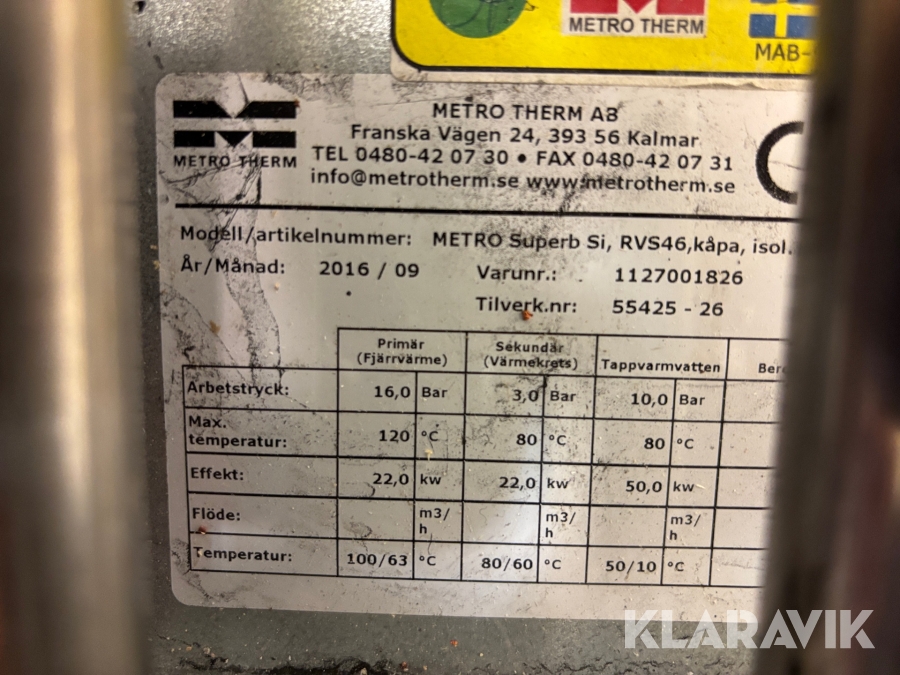 METRO THERM
MAB-
METRO THERM
METRO THERM AB
Franska Vägen 24, 393 56 Kalmar
TEL 0480-42 07 30 • FAX 0480-42 07 31
info@metrotherm.se www.metrotherm.se
Modell/artikelnummer: METRO Superb Si, RVS46,kåpa, isol.
År/Månad: 2016 / 09 Varunr.: 1127001826
Tilverk.nr: 55425 - 26
Primär (Fjärrvärme) Sekundär (Värmekrets) Tappvarmvatten Ber
Arbetstryck: 16,0 Bar 3,0 Bar 10,0 Bar
Max. temperatur: 120 °C 80 °C 80 °C
Effekt: 22,0 kw 22,0 kw 50,0 kw
Flöde: m3/h m3/h m3/h
Temperatur: 100/63 °C 80/60 °C 50/10 °C
KLARAVIK